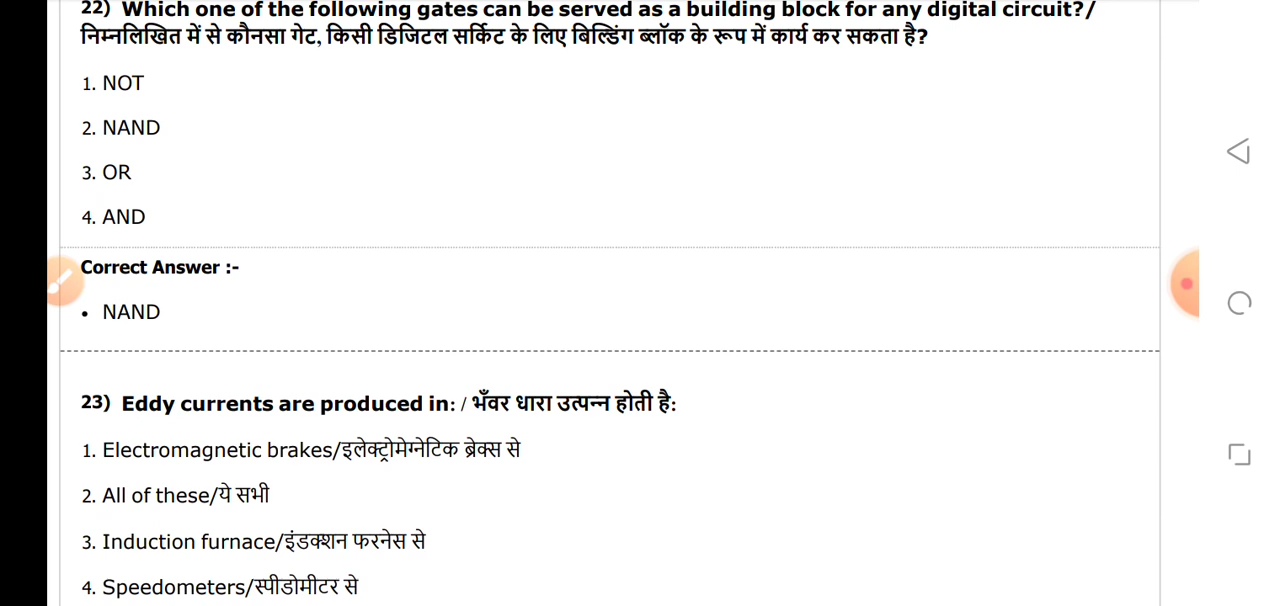 22) Which one of the following gates can be served as a building block for any digital circuit?/
निम्नलिखित में से कौनसा गेट, किसी डिजिटल सर्किट के लिए बिल्डिंग ब्लॉक के रूप में कार्य कर सकता है?
1. NOT
2. NAND
3. OR
4. AND
Correct Answer :-
• NAND
23) Eddy currents are produced in: / भँवर धारा उत्पन्न होती है:
1. Electromagnetic brakes/इलेक्ट्रोमेग्नेटिक ब्रेक्स से
2. All of these/ये सभी
3. Induction furnace/इंडक्शन फरनेस से
4. Speedometers/स्पीडोमीटर से